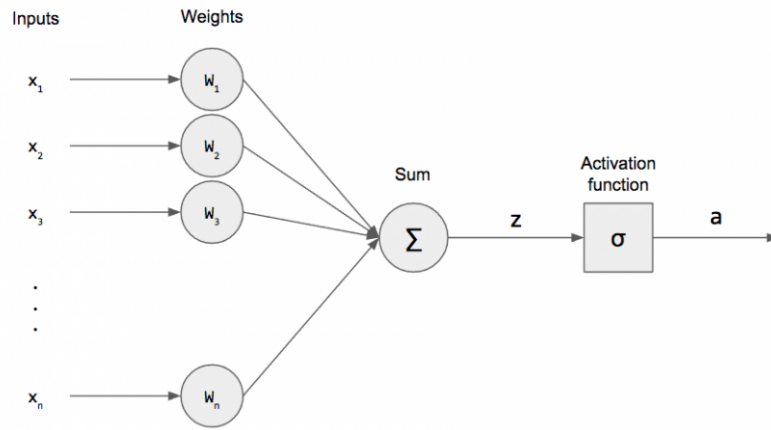 Inputs
Weights
x₁
W₁
x₂
W₂
x₃
W₃
Sum
Σ
z
Activation
function
σ
a
.
.
.
xₙ
Wₙ